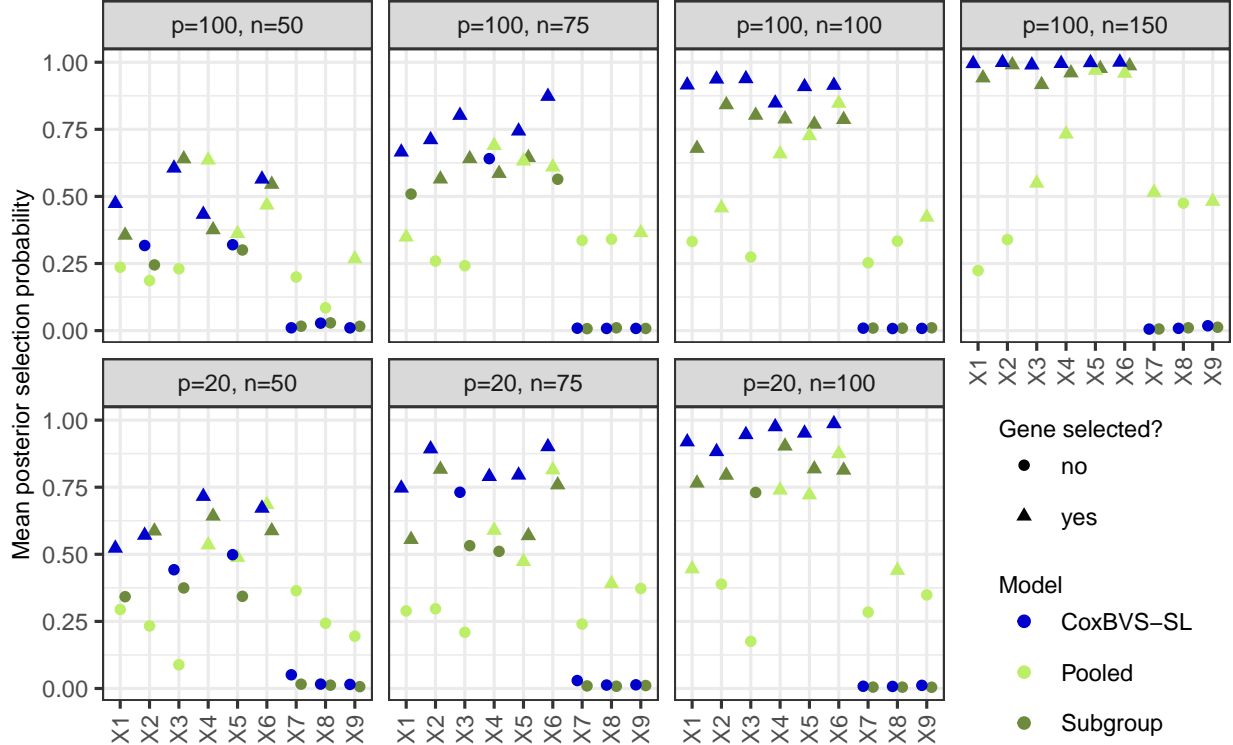 p=100, n=50
p=100, n=75
p=100, n=100
p=100, n=150
Mean posterior selection probability
1.00
0.75
0.50
0.25
0.00
X1 X2 X3 X4 X5 X6 X7 X8 X9
p=20, n=50
p=20, n=75
p=20, n=100
1.00
0.75
0.50
0.25
0.00
X1 X2 X3 X4 X5 X6 X7 X8 X9
X1 X2 X3 X4 X5 X6 X7 X8 X9
X1 X2 X3 X4 X5 X6 X7 X8 X9
Gene selected?
no
yes
Model
CoxBVS−SL
Pooled
Subgroup